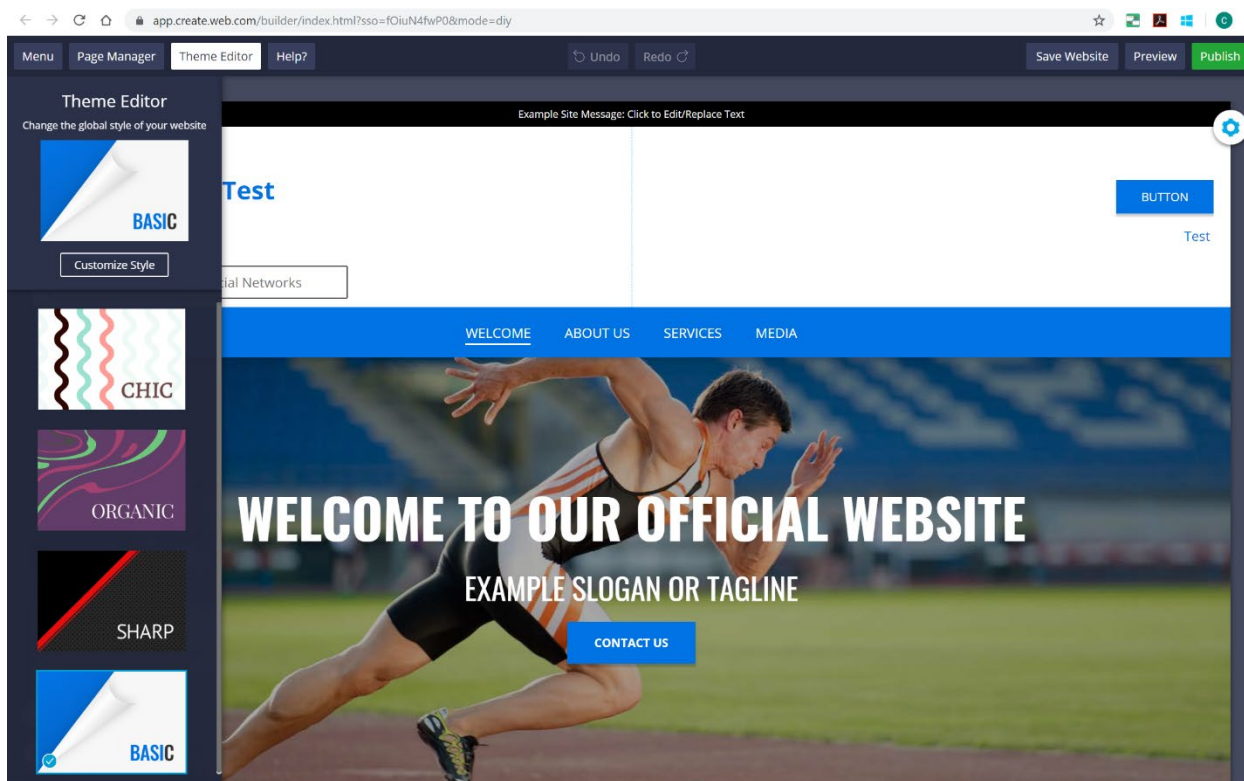 app.create.web.com/builder/index.html?sso=fOiuN4fwP0&mode=diy
C
Menu Page Manager Theme Editor Help? Undo Redo Save Website Preview Publish
Theme Editor
Change the global style of your website
BASIC
Customize Style
CHIC
ORGANIC
SHARP
BASIC
Example Site Message: Click to Edit/Replace Text
Test
BUTTON
Test
ial Networks
WELCOME ABOUT US SERVICES MEDIA
WELCOME TO OUR OFFICIAL WEBSITE
EXAMPLE SLOGAN OR TAGLINE
CONTACT US